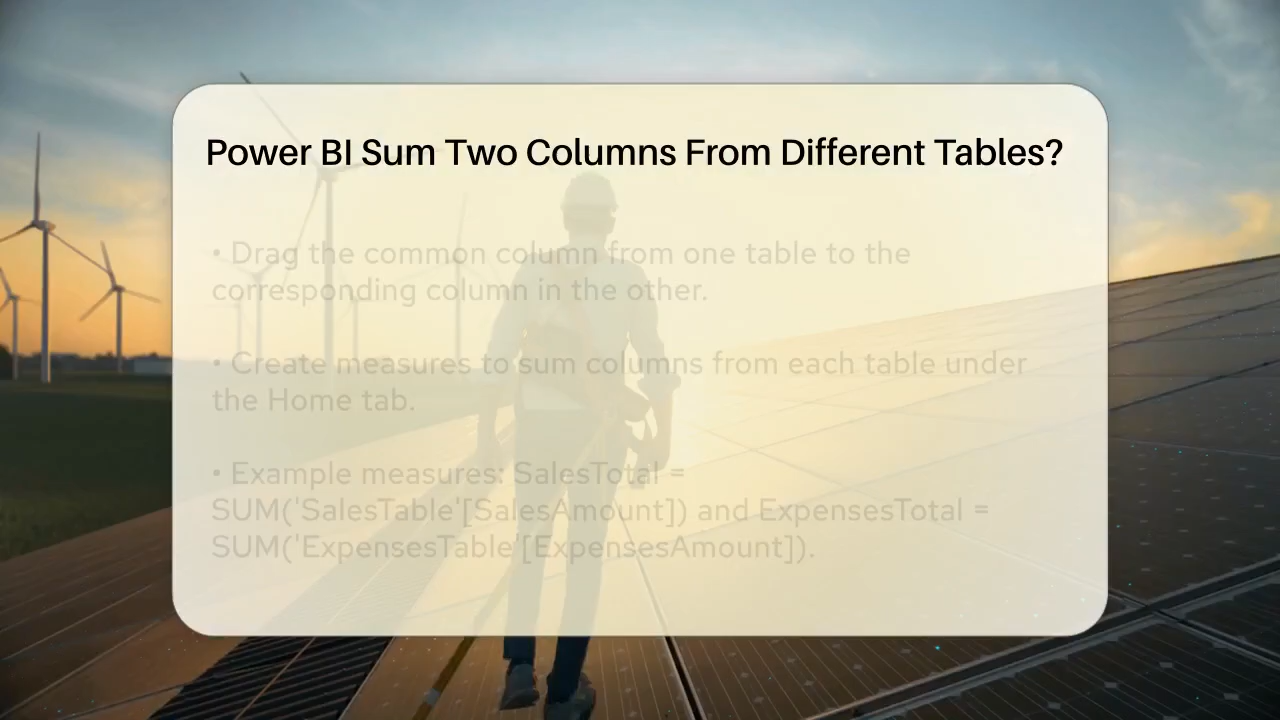 Power BI Sum Two Columns From Different Tables?
• Drag the common column from one table to the
corresponding column in the other.
• Create measures to sum columns from each table under
the Home tab.
• Example measures: SalesTotal =
SUM('SalesTable'[SalesAmount]) and ExpensesTotal =
SUM('ExpensesTable'[ExpensesAmount]).